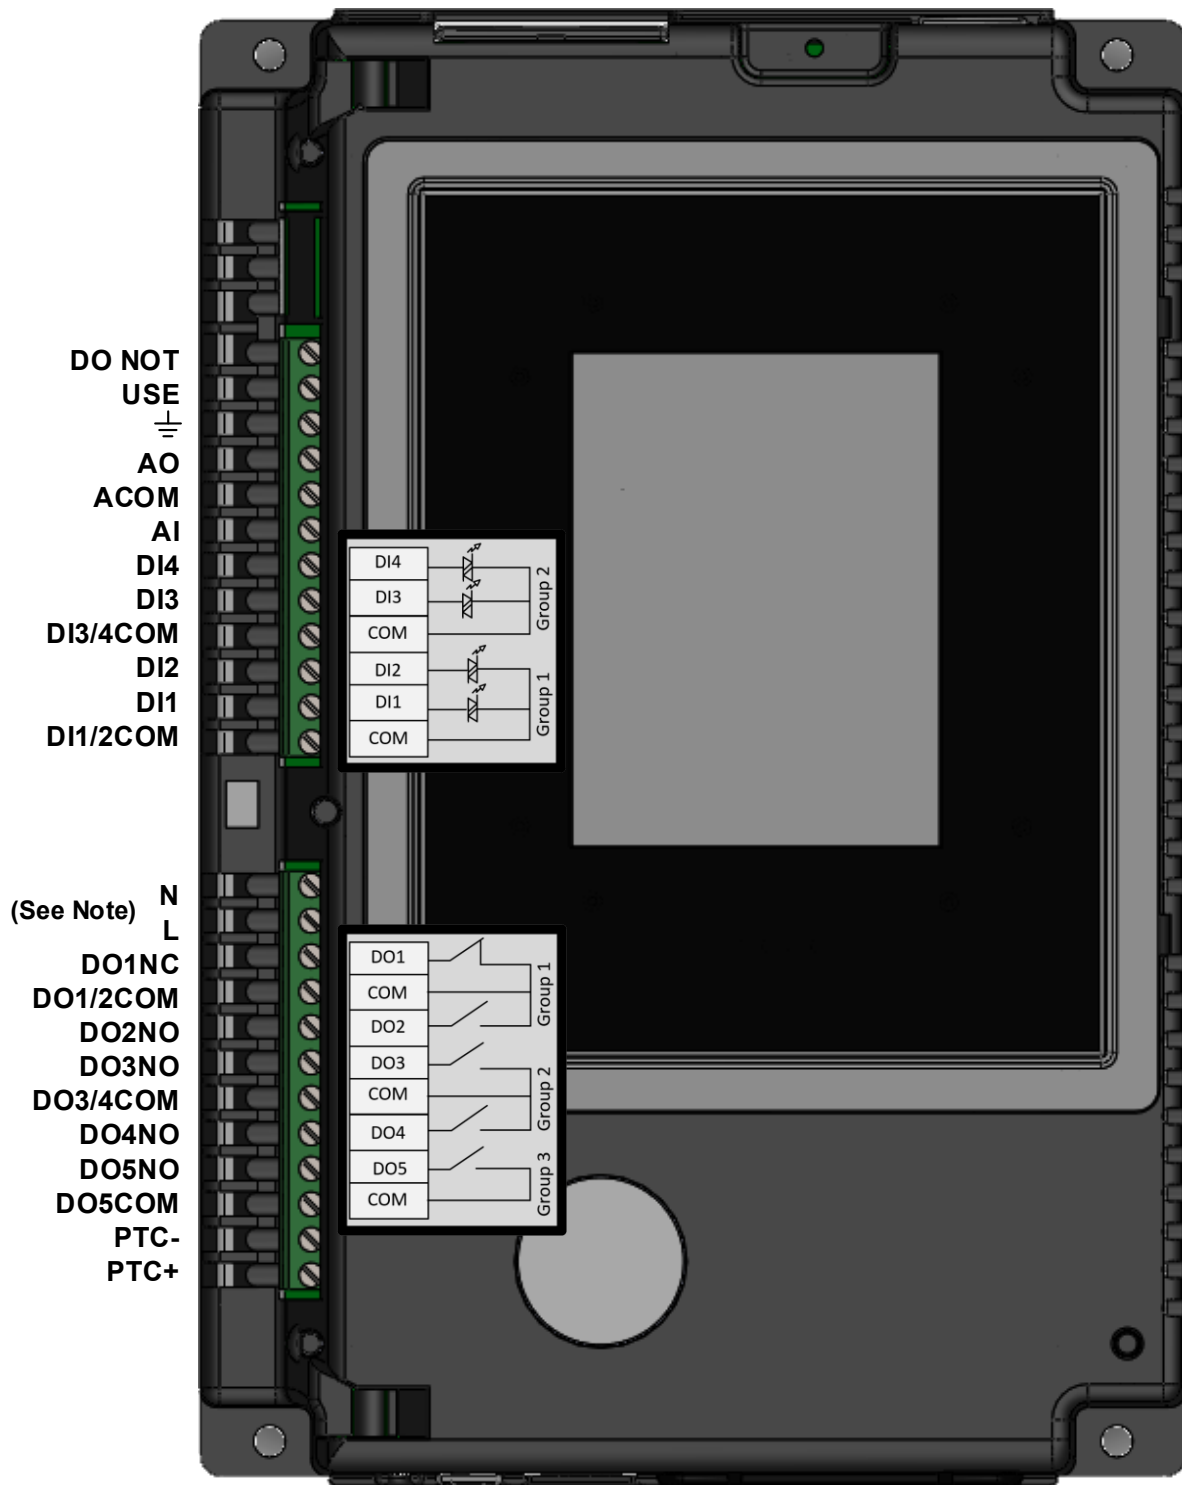 DO NOT
USE
AO
ACOM
AI
DI4
DI3
DI3/4COM
DI2
DI1
DI1/2COM
DI4
DI3
COM
DI2
DI1
COM
Group 2
Group 1
N
(See Note)
L
DO1NC
DO1/2COM
DO2NO
DO3NO
DO3/4COM
DO4NO
DO5NO
DO5COM
PTC-
PTC+
DO1
COM
DO2
DO3
COM
DO4
DO5
COM
Group 1
Group 2
Group 3